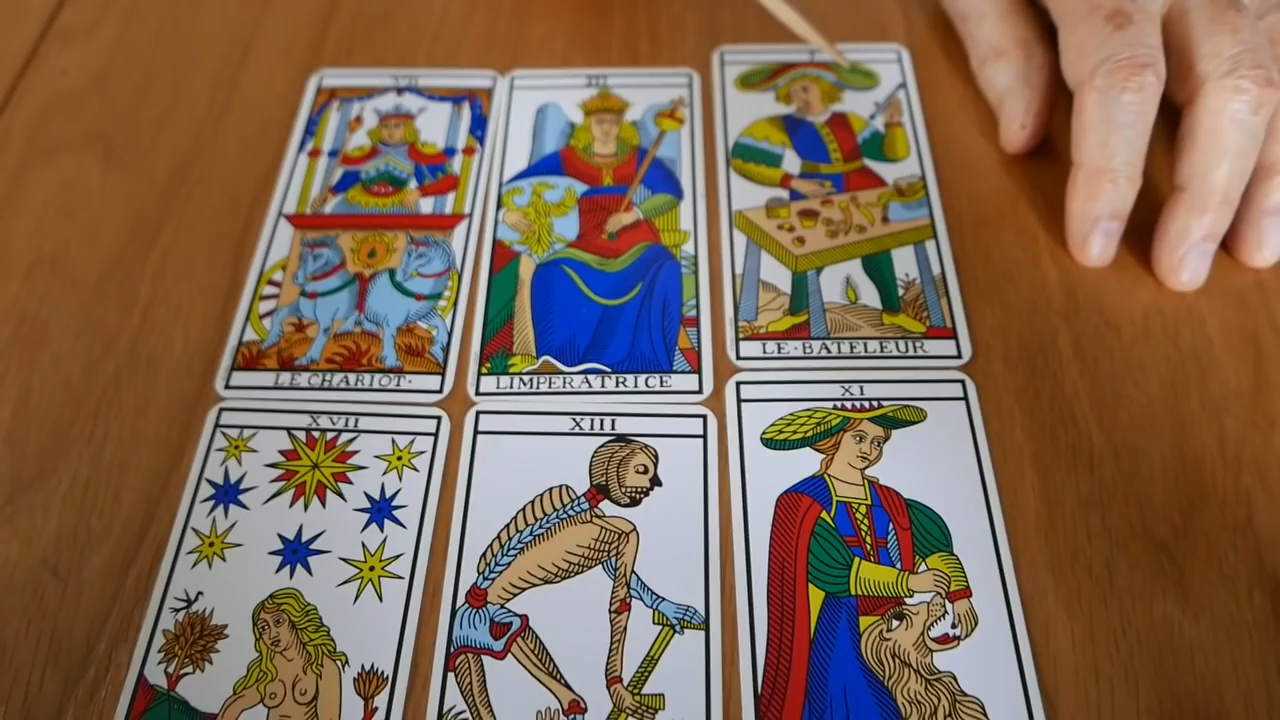 VII
III
I
LE CHARIOT·
LIMPERATRICE
LE·BATELEUR
XVII
XIII
XI